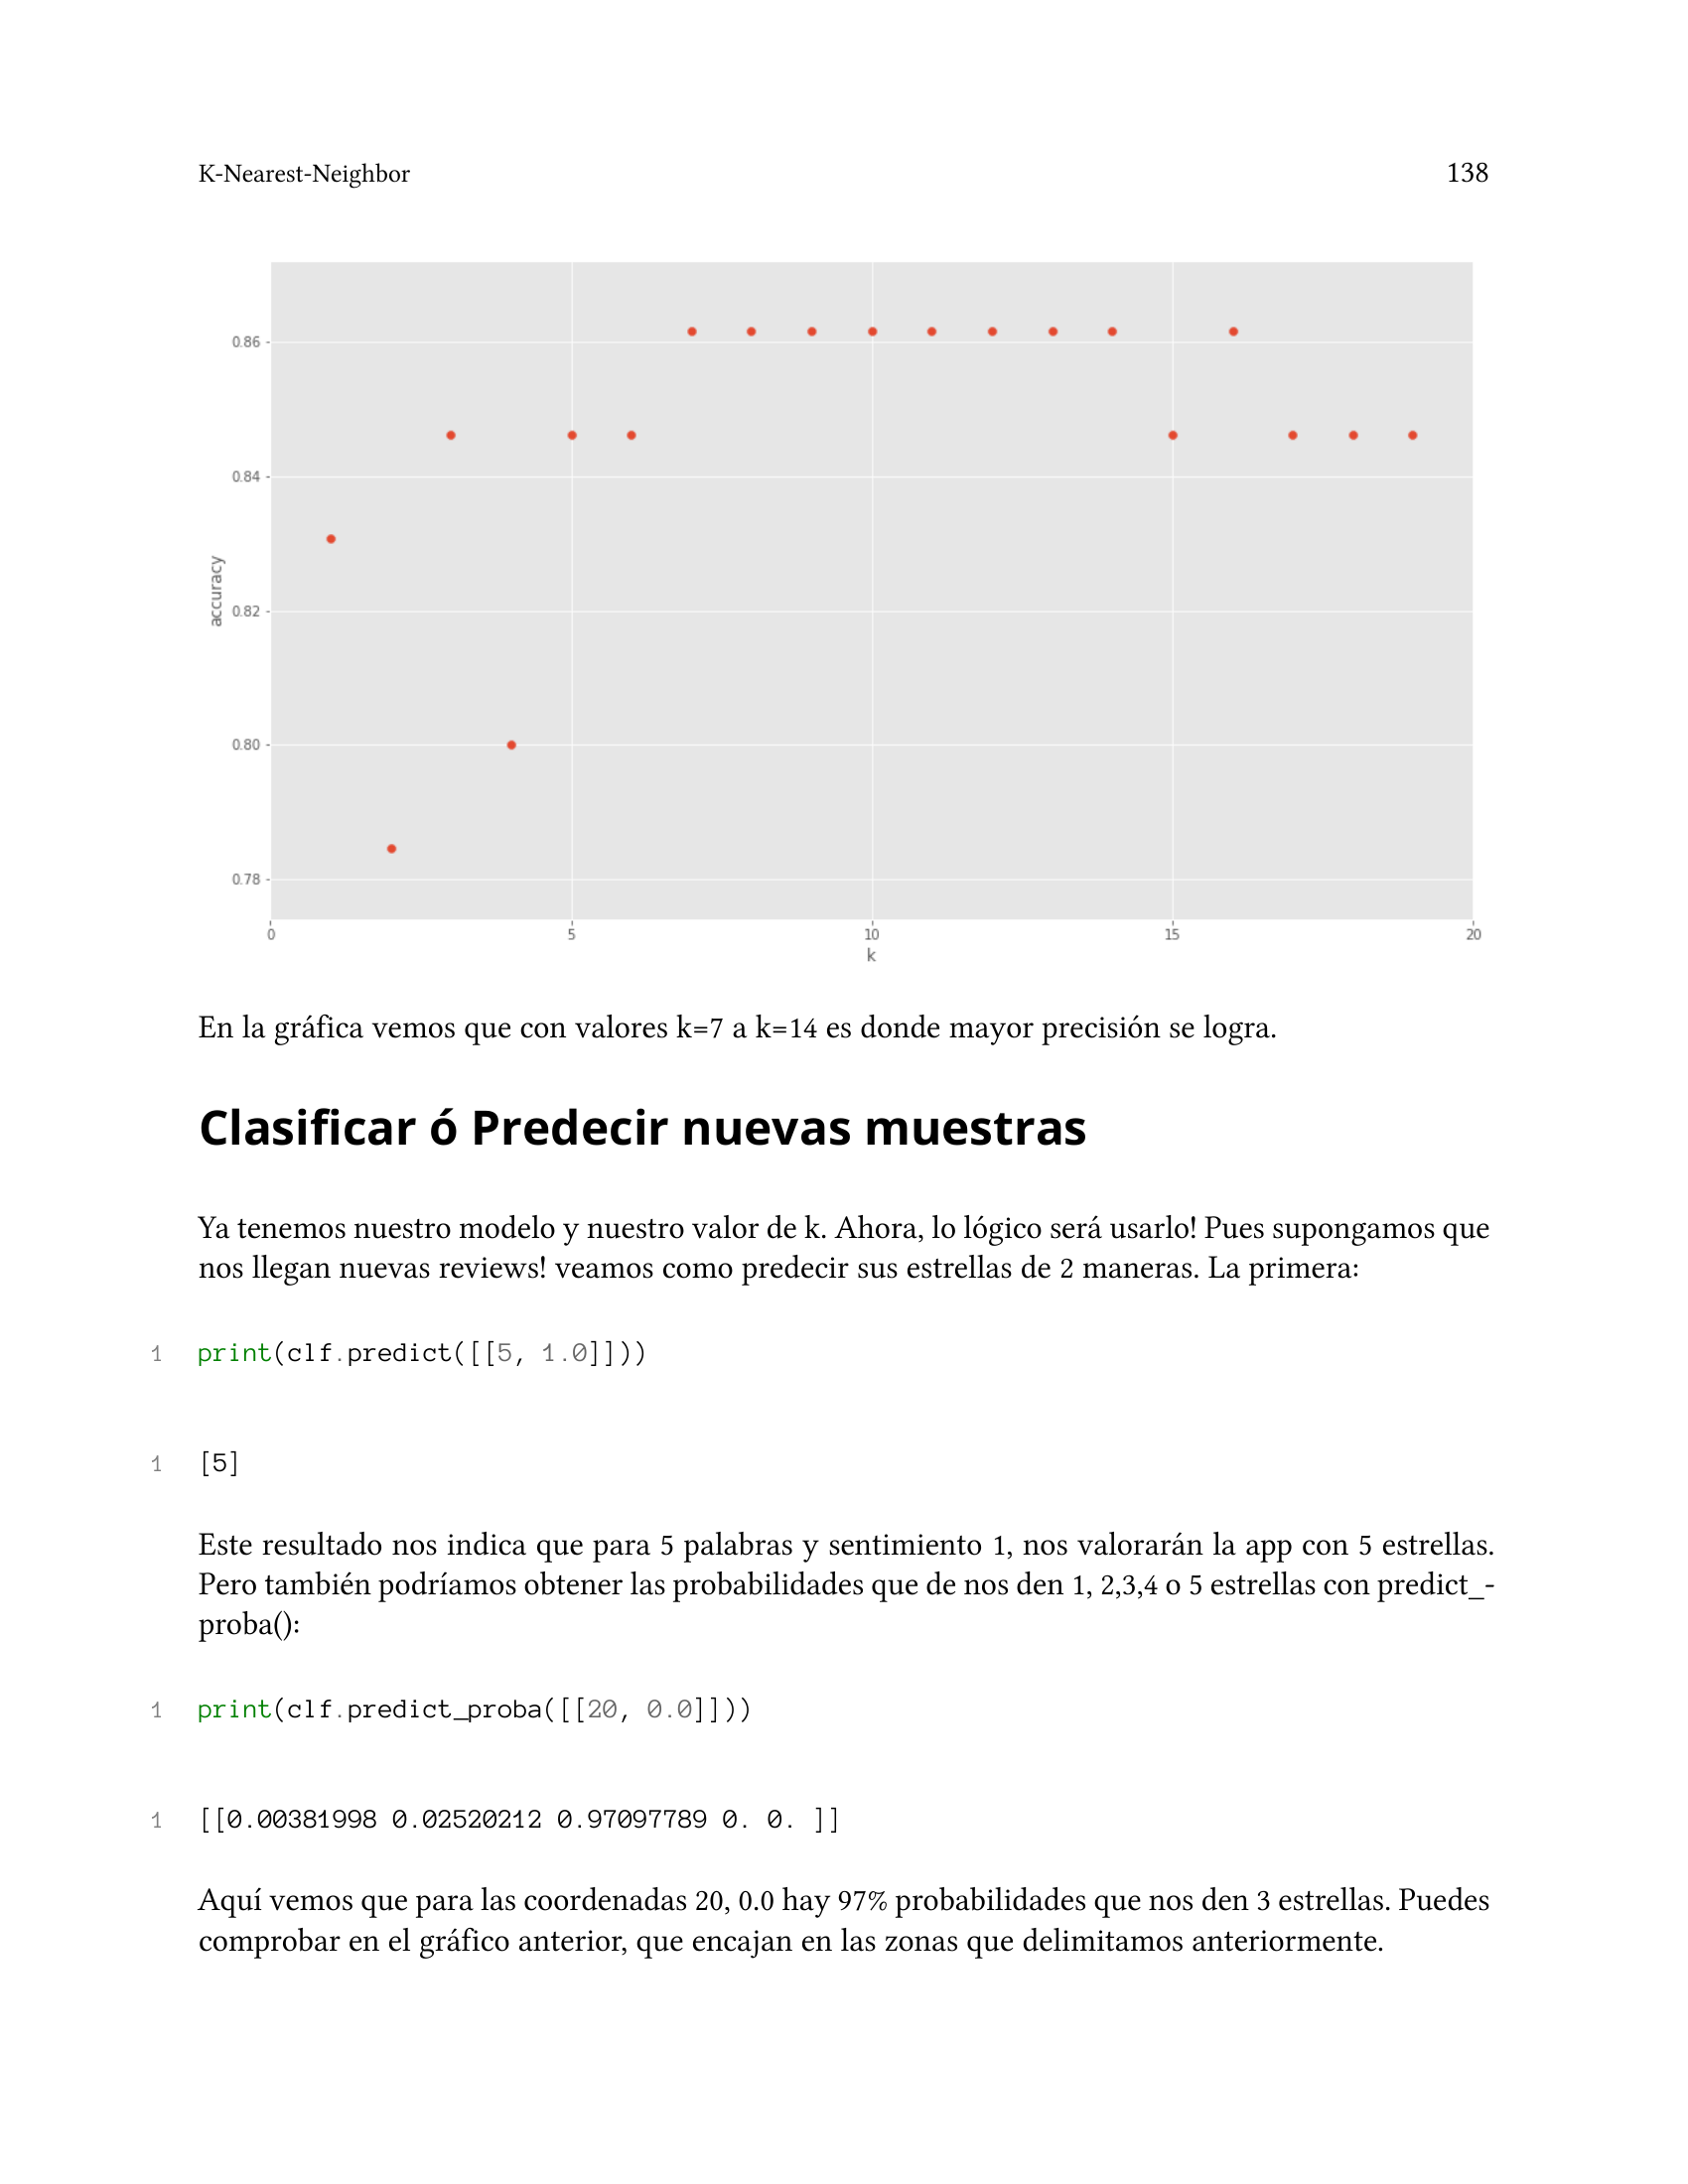 K-Nearest-Neighbor 138
0.86
0.84
0.82
0.80
0.78
accuracy
0 5 10 15 20
k
En la gráfica vemos que con valores k=7 a k=14 es donde mayor precisión se logra.
Clasificar ó Predecir nuevas muestras
Ya tenemos nuestro modelo y nuestro valor de k. Ahora, lo lógico será usarlo! Pues supongamos que
nos llegan nuevas reviews! veamos como predecir sus estrellas de 2 maneras. La primera:
1 print(clf.predict([[5, 1.0]]))
1 [5]
Este resultado nos indica que para 5 palabras y sentimiento 1, nos valorarán la app con 5 estrellas.
Pero también podríamos obtener las probabilidades que de nos den 1, 2,3,4 o 5 estrellas con predict_-
proba():
1 print(clf.predict_proba([[20, 0.0]]))
1 [[0.00381998 0.02520212 0.97097789 0. 0. ]]
Aquí vemos que para las coordenadas 20, 0.0 hay 97% probabilidades que nos den 3 estrellas. Puedes
comprobar en el gráfico anterior, que encajan en las zonas que delimitamos anteriormente.